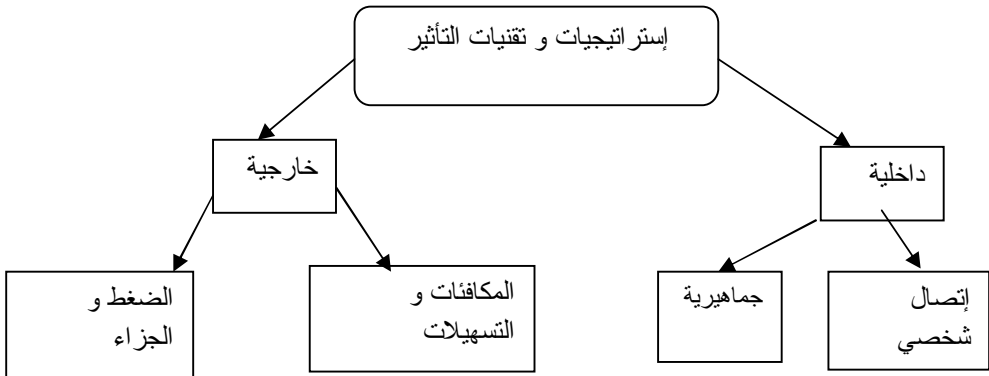 إستراتيجيات و تقنيات التأثير
داخلية
خارجية
إتصال
شخصي
جماهيرية
المكافئات و
التسهيلات
الضغط و
الجزاء